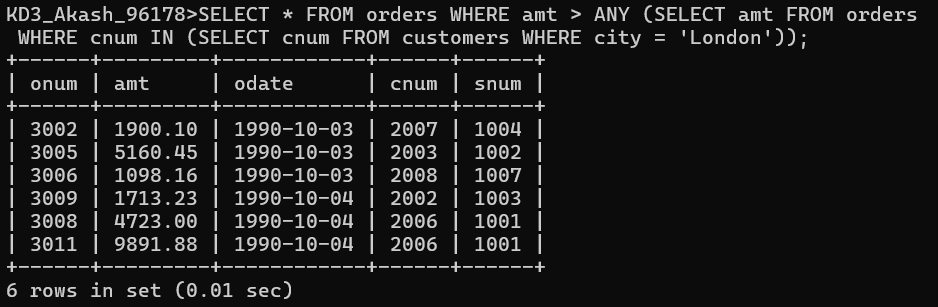 KD3_Akash_96178>SELECT * FROM orders WHERE amt > ANY (SELECT amt FROM orders
 WHERE cnum IN (SELECT cnum FROM customers WHERE city = 'London'));
+------+---------+------------+------+------+
| onum | amt     | odate      | cnum | snum |
+------+---------+------------+------+------+
| 3002 | 1900.10 | 1990-10-03 | 2007 | 1004 |
| 3005 | 5160.45 | 1990-10-03 | 2003 | 1002 |
| 3006 | 1098.16 | 1990-10-03 | 2008 | 1007 |
| 3009 | 1713.23 | 1990-10-04 | 2002 | 1003 |
| 3008 | 4723.00 | 1990-10-04 | 2006 | 1001 |
| 3011 | 9891.88 | 1990-10-04 | 2006 | 1001 |
+------+---------+------------+------+------+
6 rows in set (0.01 sec)